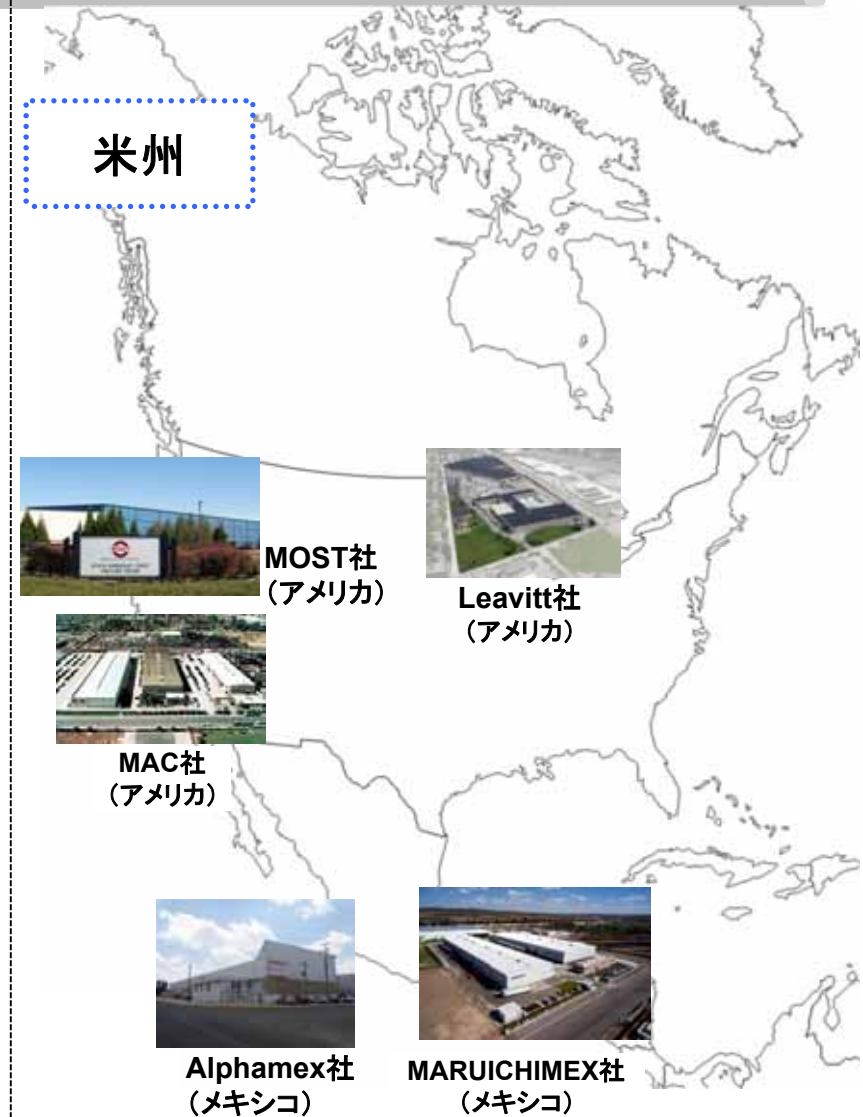 米州
MOST社
（アメリカ）
Leavitt社
（アメリカ）
MAC社
（アメリカ）
Alphamex社
（メキシコ）
MARUICHIMEX社
（メキシコ）